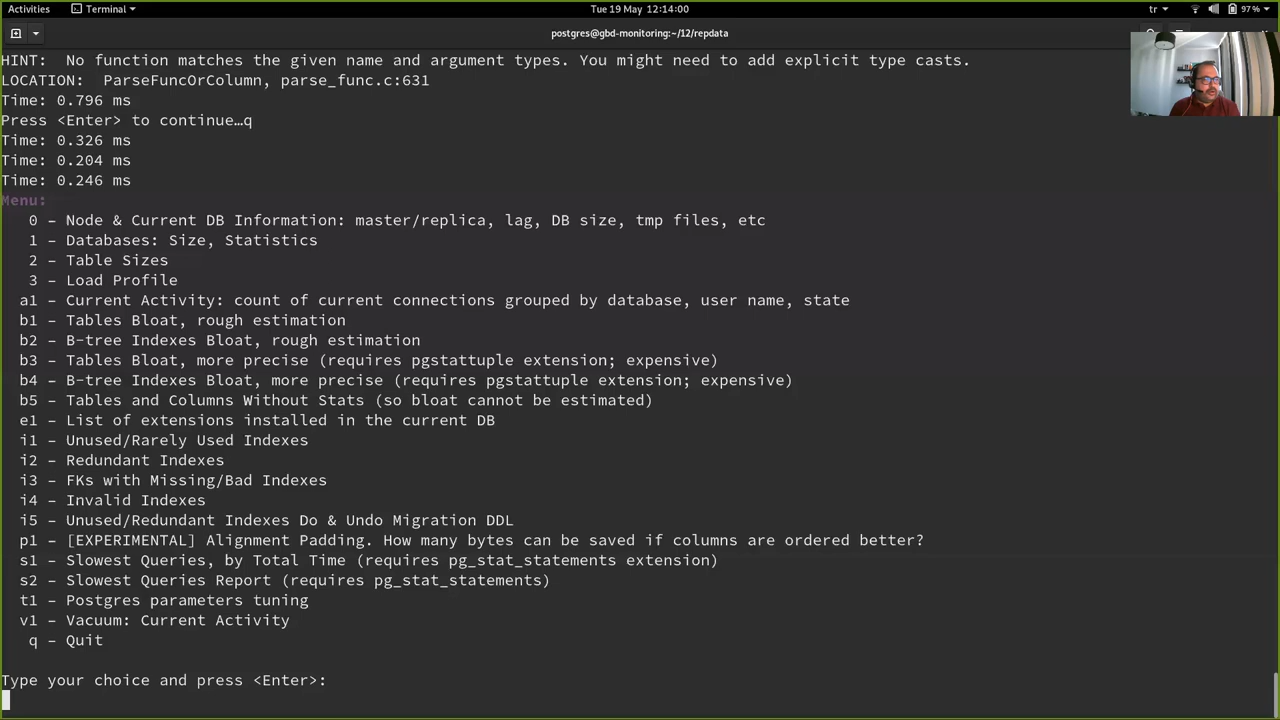 Activities
Terminal
Tue 19 May 12:14:00
tr
97%
postgres@gbd-monitoring:~/12/repdata
HINT:  No function matches the given name and argument types. You might need to add explicit type casts.
LOCATION:  ParseFuncOrColumn, parse_func.c:631
Time: 0.796 ms
Press <Enter> to continue…q
Time: 0.326 ms
Time: 0.204 ms
Time: 0.246 ms
Menu:
0 – Node & Current DB Information: master/replica, lag, DB size, tmp files, etc
1 – Databases: Size, Statistics
2 – Table Sizes
3 – Load Profile
a1 – Current Activity: count of current connections grouped by database, user name, state
b1 – Tables Bloat, rough estimation
b2 – B-tree Indexes Bloat, rough estimation
b3 – Tables Bloat, more precise (requires pgstattuple extension; expensive)
b4 – B-tree Indexes Bloat, more precise (requires pgstattuple extension; expensive)
b5 – Tables and Columns Without Stats (so bloat cannot be estimated)
e1 – List of extensions installed in the current DB
i1 – Unused/Rarely Used Indexes
i2 – Redundant Indexes
i3 – FKs with Missing/Bad Indexes
i4 – Invalid Indexes
i5 – Unused/Redundant Indexes Do & Undo Migration DDL
p1 – [EXPERIMENTAL] Alignment Padding. How many bytes can be saved if columns are ordered better?
s1 – Slowest Queries, by Total Time (requires pg_stat_statements extension)
s2 – Slowest Queries Report (requires pg_stat_statements)
t1 – Postgres parameters tuning
v1 – Vacuum: Current Activity
q – Quit
Type your choice and press <Enter>: